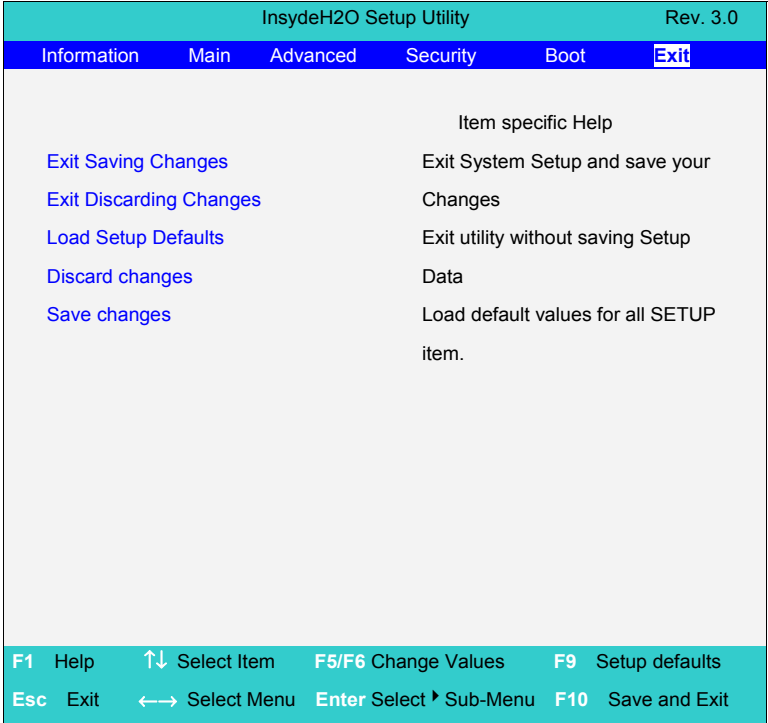 InsydeH2O Setup Utility Rev. 3.0
Information Main Advanced Security Boot Exit
Item specific Help
Exit Saving Changes Exit System Setup and save your
Exit Discarding Changes Changes
Load Setup Defaults Exit utility without saving Setup
Discard changes Data
Save changes Load default values for all SETUP
item.
F1 Help ↑↓ Select Item F5/F6 Change Values F9 Setup defaults
Esc Exit ←→ Select Menu Enter Select ▸ Sub-Menu F10 Save and Exit